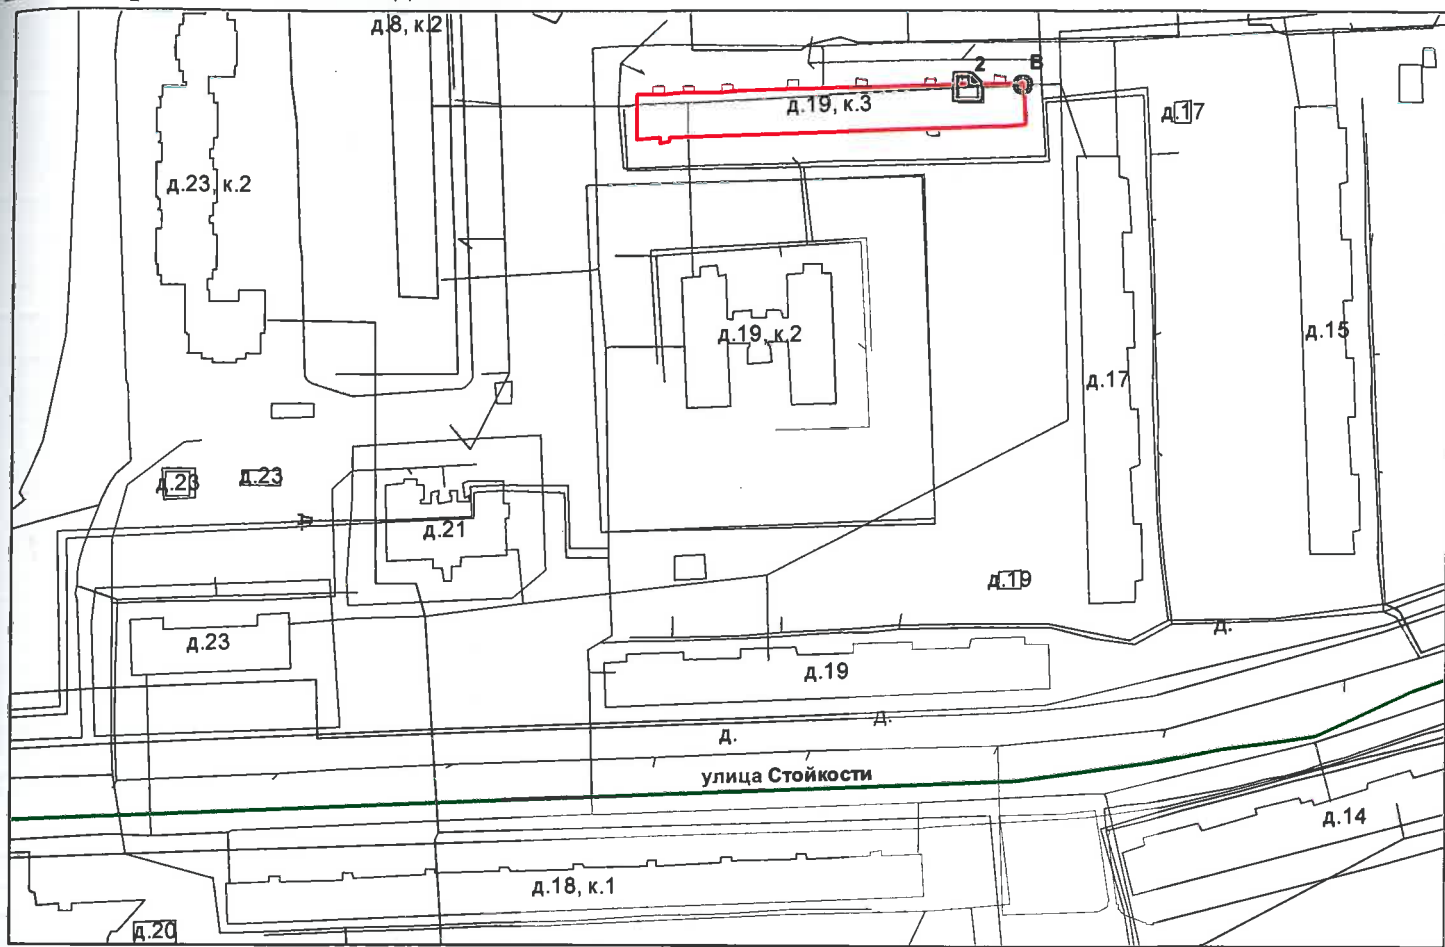 д.8, к.2
2
В
д.19, к.3
д.17
д.23, к.2
д.19, к.2
д.15
д.17
д.23
д.23
д.21
д.19
д.
д.23
д.19
д.
д.
улица Стойкости
д.14
д.18, к.1
д.20